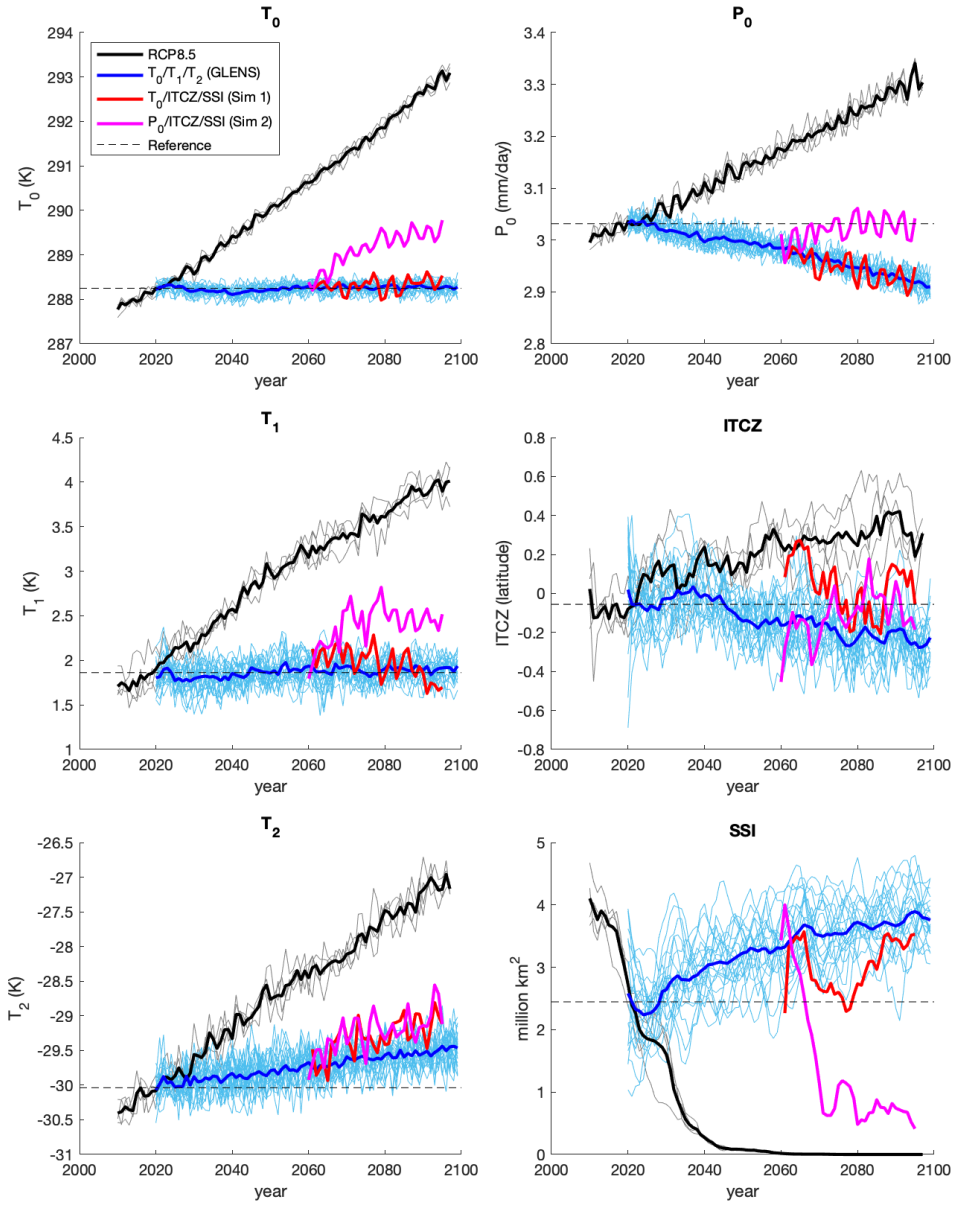 T0
T0 (K)
293
292
291
290
289
288
287
RCP8.5
T0/T1/T2 (GLENS)
T0/ITCZ/SSI (Sim 1)
P0/ITCZ/SSI (Sim 2)
Reference
2000 2020 2040 2060 2080 2100
year
P0
P0 (mm/day)
3.4
3.3
3.2
3.1
3
2.9
2.8
2000 2020 2040 2060 2080 2100
year
T1
T1 (K)
4.5
4
3.5
3
2.5
2
1.5
1
2000 2020 2040 2060 2080 2100
year
ITCZ
ITCZ (latitude)
0.8
0.6
0.4
0.2
0
-0.2
-0.4
-0.6
-0.8
2000 2020 2040 2060 2080 2100
year
T2
T2 (K)
-26.5
-27
-27.5
-28
-28.5
-29
-29.5
-30
-30.5
-31
2000 2020 2040 2060 2080 2100
year
SSI
million km2
5
4
3
2
1
0
2000 2020 2040 2060 2080 2100
year